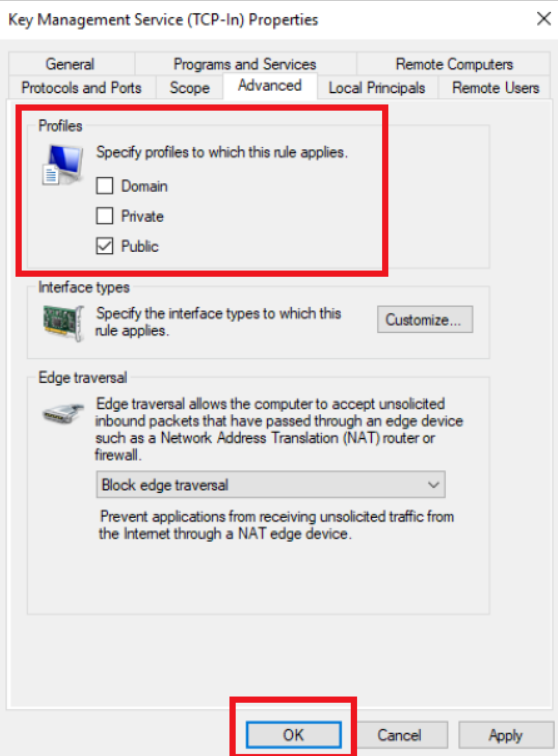 Key Management Service (TCP-In) Properties
General Programs and Services Remote Computers
Protocols and Ports Scope Advanced Local Principals Remote Users
Profiles
Specify profiles to which this rule applies.
Domain
Private
Public
Interface types
Specify the interface types to which this
rule applies.
Customize...
Edge traversal
Edge traversal allows the computer to accept unsolicited
inbound packets that have passed through an edge device
such as a Network Address Translation (NAT) router or
firewall.
Block edge traversal
Prevent applications from receiving unsolicited traffic from
the Internet through a NAT edge device.
OK Cancel Apply